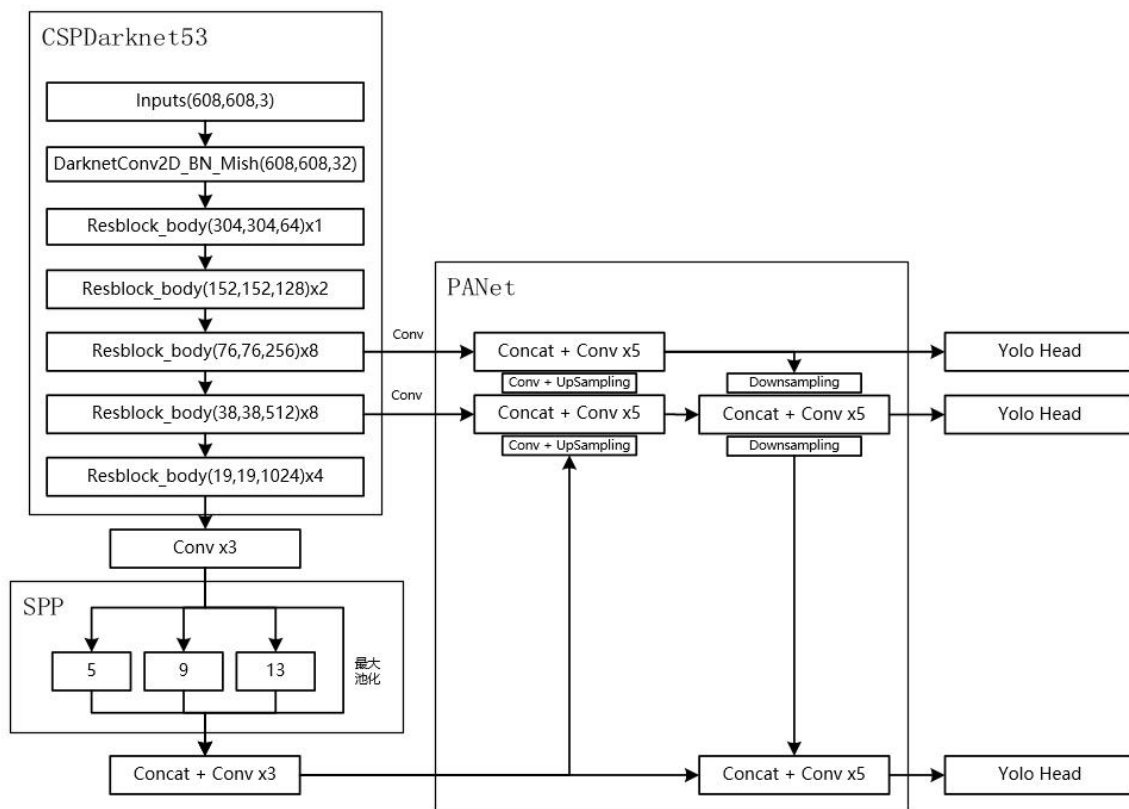 CSPDarknet53
Inputs(608,608,3)
DarknetConv2D_BN_Mish(608,608,32)
Resblock_body(304,304,64)x1
Resblock_body(152,152,128)x2
Resblock_body(76,76,256)x8
Resblock_body(38,38,512)x8
Resblock_body(19,19,1024)x4
Conv x3
SPP
5
9
13
最大
池化
Concat + Conv x3
Conv
Conv
PANet
Concat + Conv x5
Conv + UpSampling
Concat + Conv x5
Conv + UpSampling
Downsampling
Concat + Conv x5
Downsampling
Concat + Conv x5
Yolo Head
Yolo Head
Yolo Head